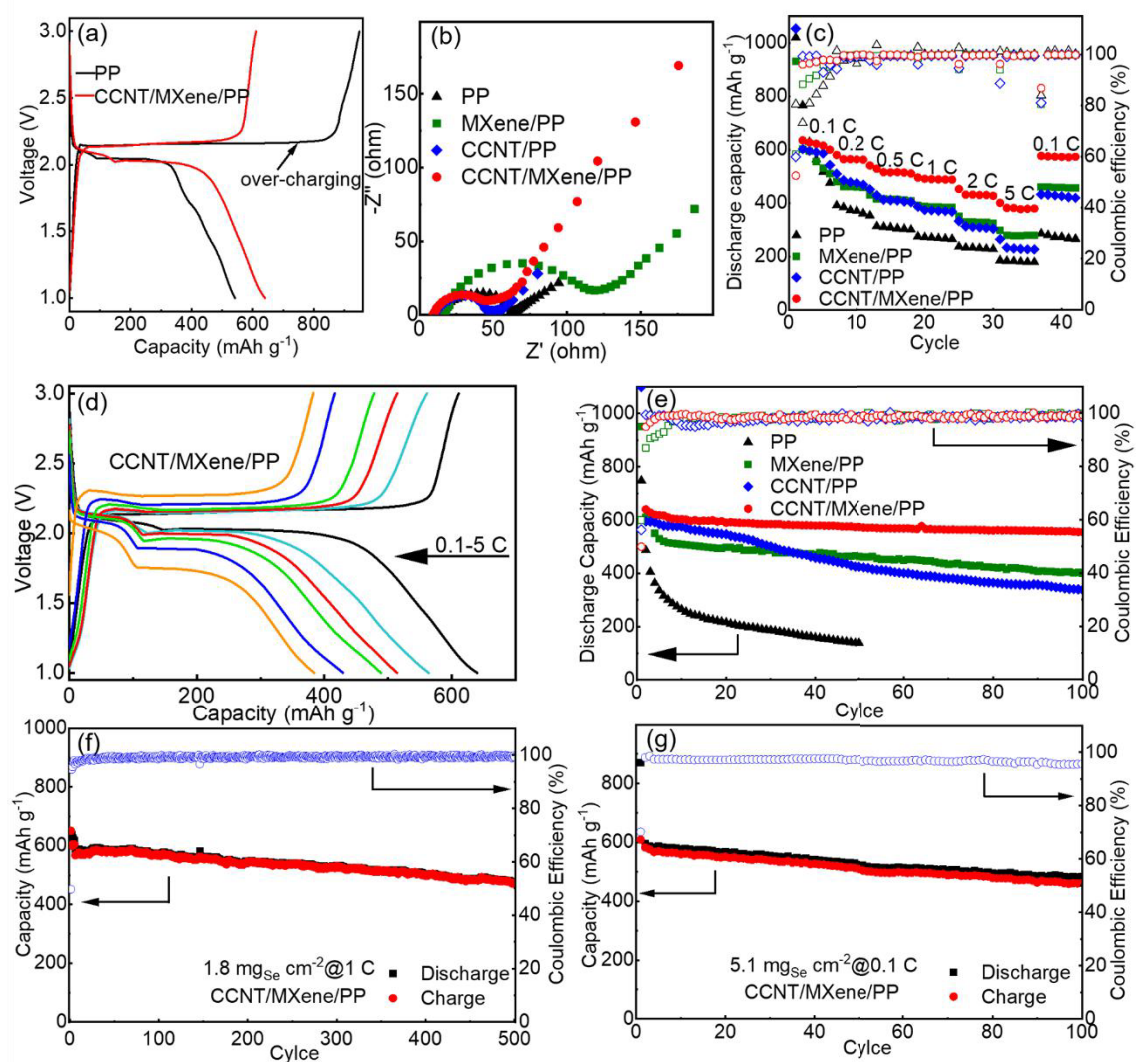 (a)
3.0
2.5
2.0
1.5
1.0
Voltage (V)
PP
CCNT/MXene/PP
over-charging
0 200 400 600 800
Capacity (mAh g-1)
(b)
150
100
50
0
-Z'' (ohm)
PP
MXene/PP
CCNT/PP
CCNT/MXene/PP
0 50 100 150
Z' (ohm)
(c)
1000
800
600
400
200
0
Discharge capacity (mAh g-1)
0.1 C
0.2 C
0.5 C
1 C
2 C
5 C
0.1 C
PP
MXene/PP
CCNT/PP
CCNT/MXene/PP
100
80
60
40
20
0
Coulombic efficiency (%)
0 10 20 30 40
Cycle
(d)
3.0
2.5
2.0
1.5
1.0
Voltage (V)
CCNT/MXene/PP
0.1-5 C
0 200 400 600
Capacity (mAh g-1)
(e)
1000
800
600
400
200
0
Discharge Capacity (mAh g-1)
PP
MXene/PP
CCNT/PP
CCNT/MXene/PP
100
80
60
40
20
0
Coulombic Efficiency (%)
0 20 40 60 80 100
Cylce
(f)
1000
800
600
400
200
0
Capacity (mAh g-1)
1.8 mgSe cm-2@1 C
CCNT/MXene/PP
Discharge
Charge
100
80
60
40
20
0
Coulombic Efficiency (%)
0 100 200 300 400 500
Cylce
(g)
800
600
400
200
0
Capacity (mAh g-1)
5.1 mgSe cm-2@0.1 C
CCNT/MXene/PP
Discharge
Charge
100
80
60
40
20
0
Coulombic Efficiency (%)
0 20 40 60 80 100
Cylce